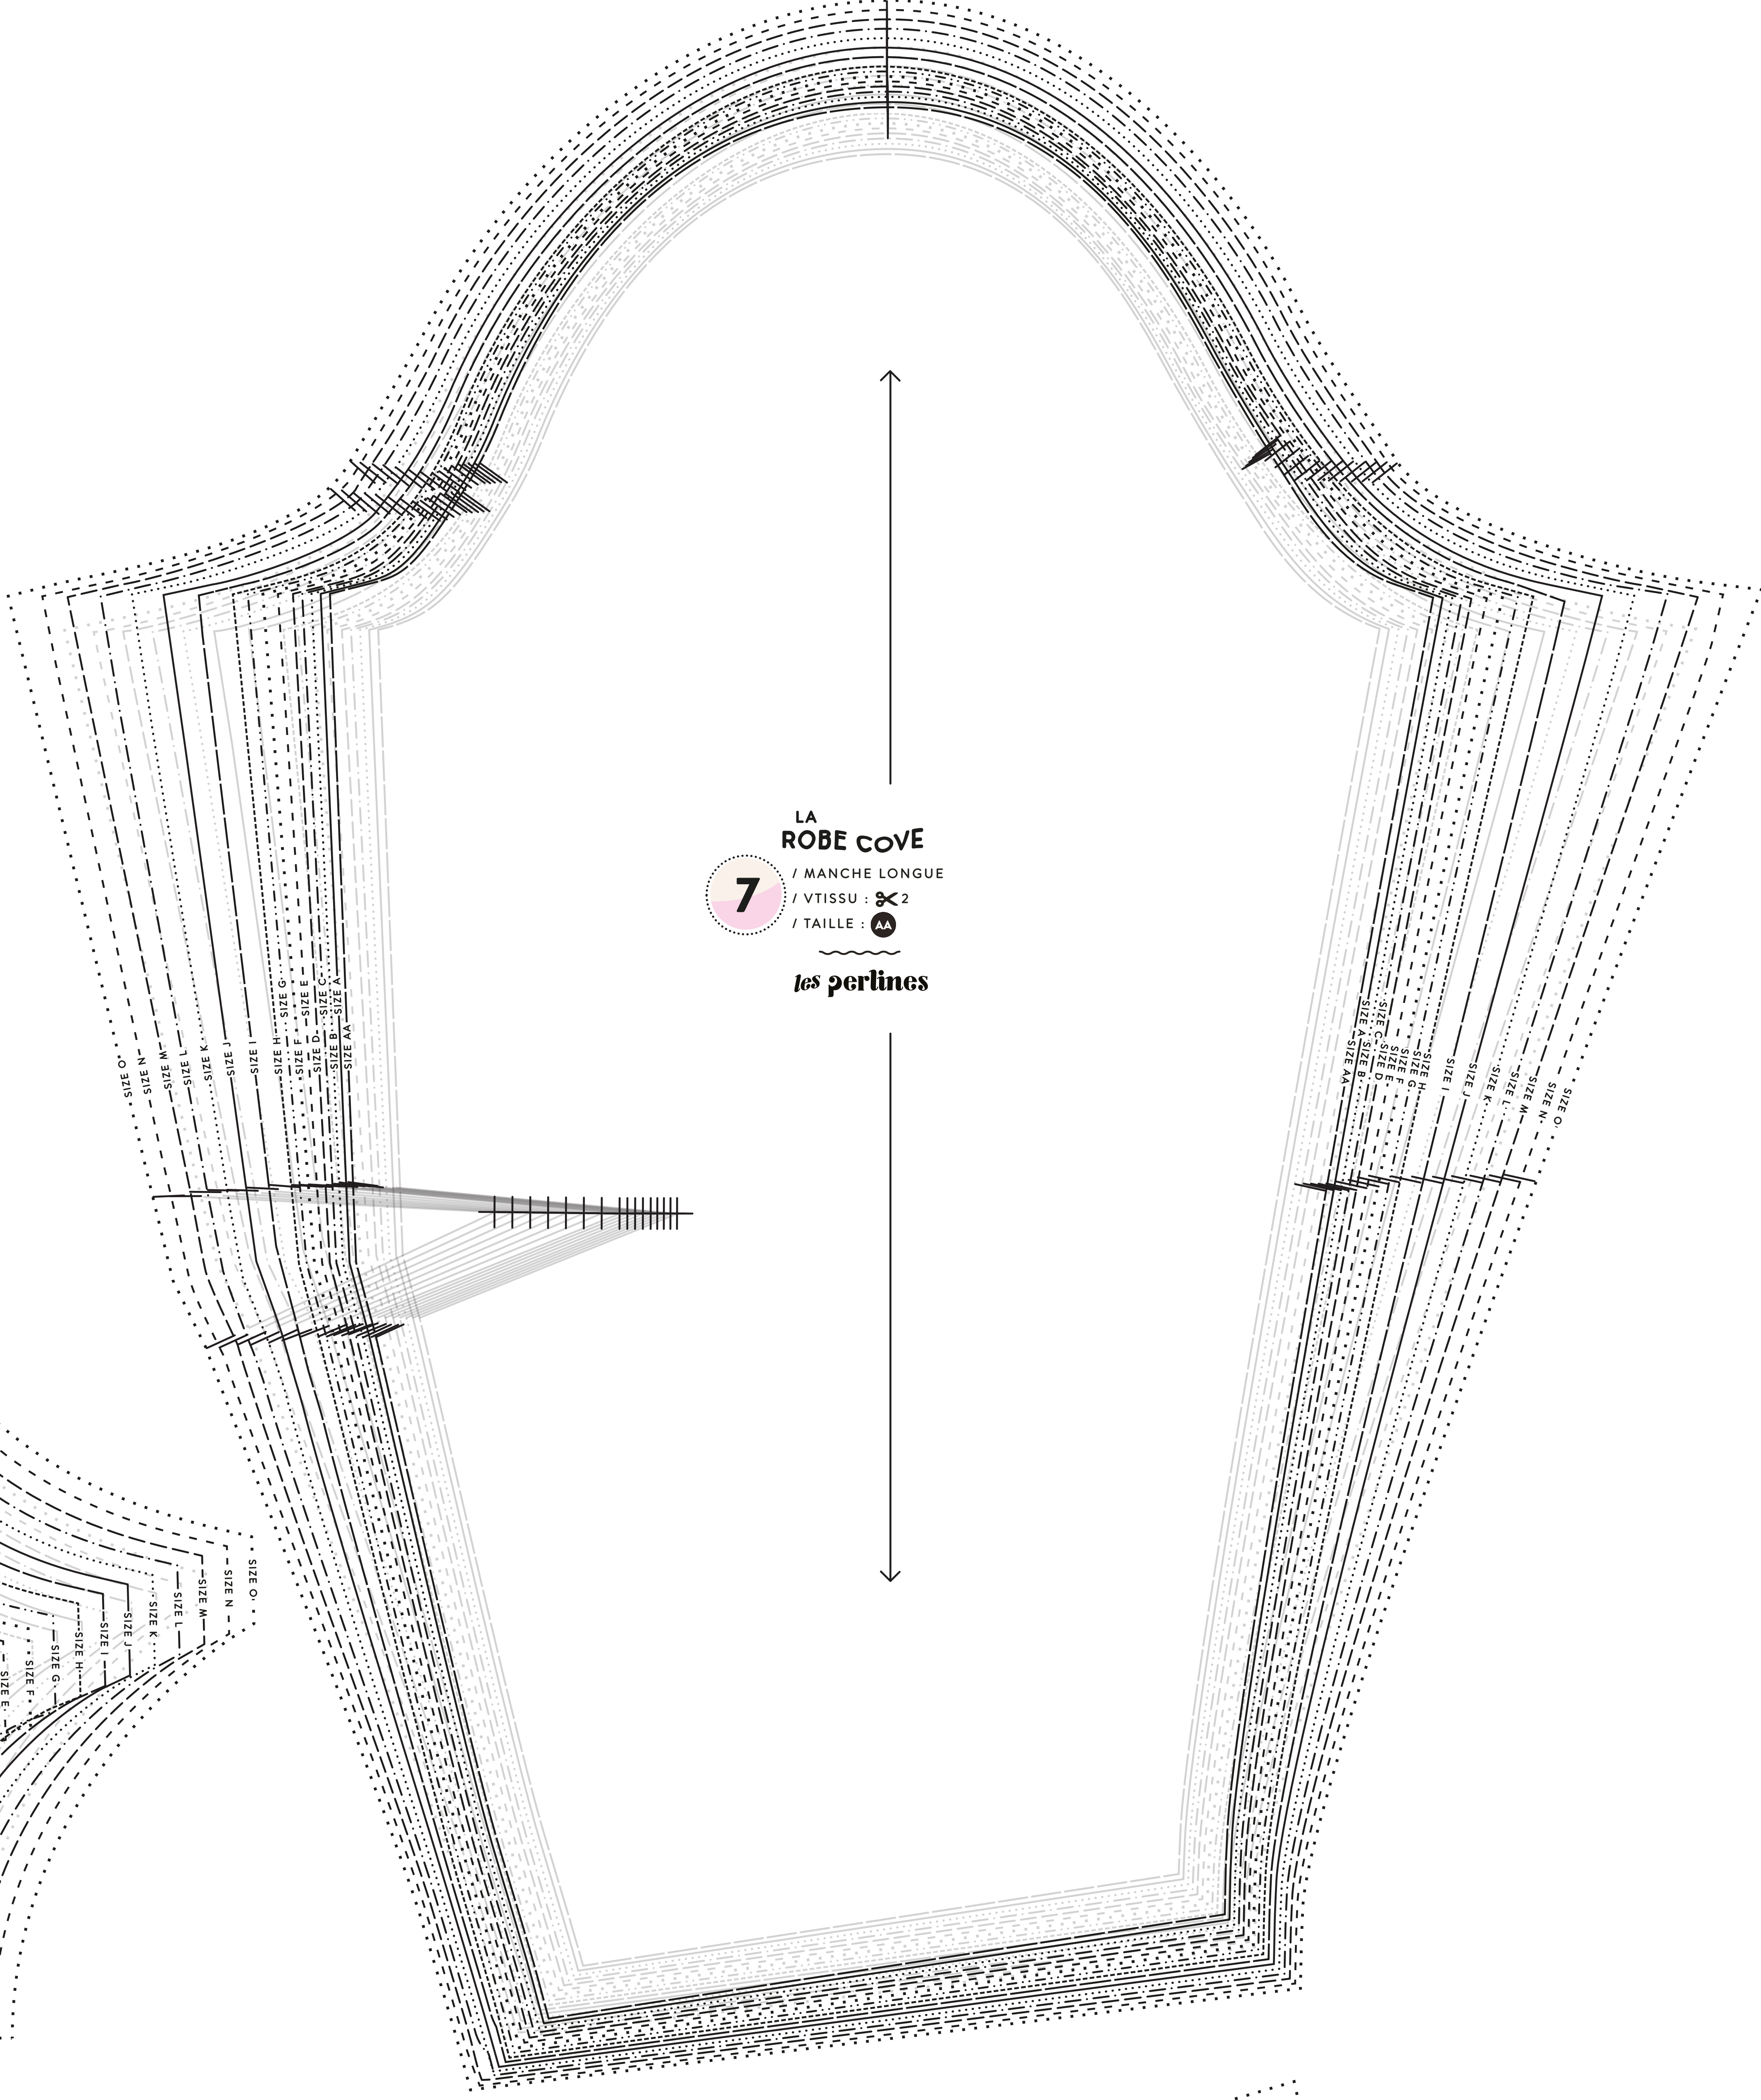 LA
ROBE COVE
7
/ MANCHE LONGUE
/ VTISSU : 2
/ TAILLE : AA
les perlines
SIZE O
SIZE N
SIZE M
SIZE L
SIZE K
SIZE J
SIZE I
SIZE H
SIZE G
SIZE F
SIZE E
SIZE D
SIZE C
SIZE B
SIZE A
SIZE AA
SIZE AA
SIZE A
SIZE B
SIZE C
SIZE D
SIZE E
SIZE F
SIZE G
SIZE H
SIZE I
SIZE J
SIZE K
SIZE L
SIZE M
SIZE N
SIZE O
SIZE E
SIZE F
SIZE G
SIZE H
SIZE I
SIZE J
SIZE K
SIZE L
SIZE M
SIZE N
SIZE O